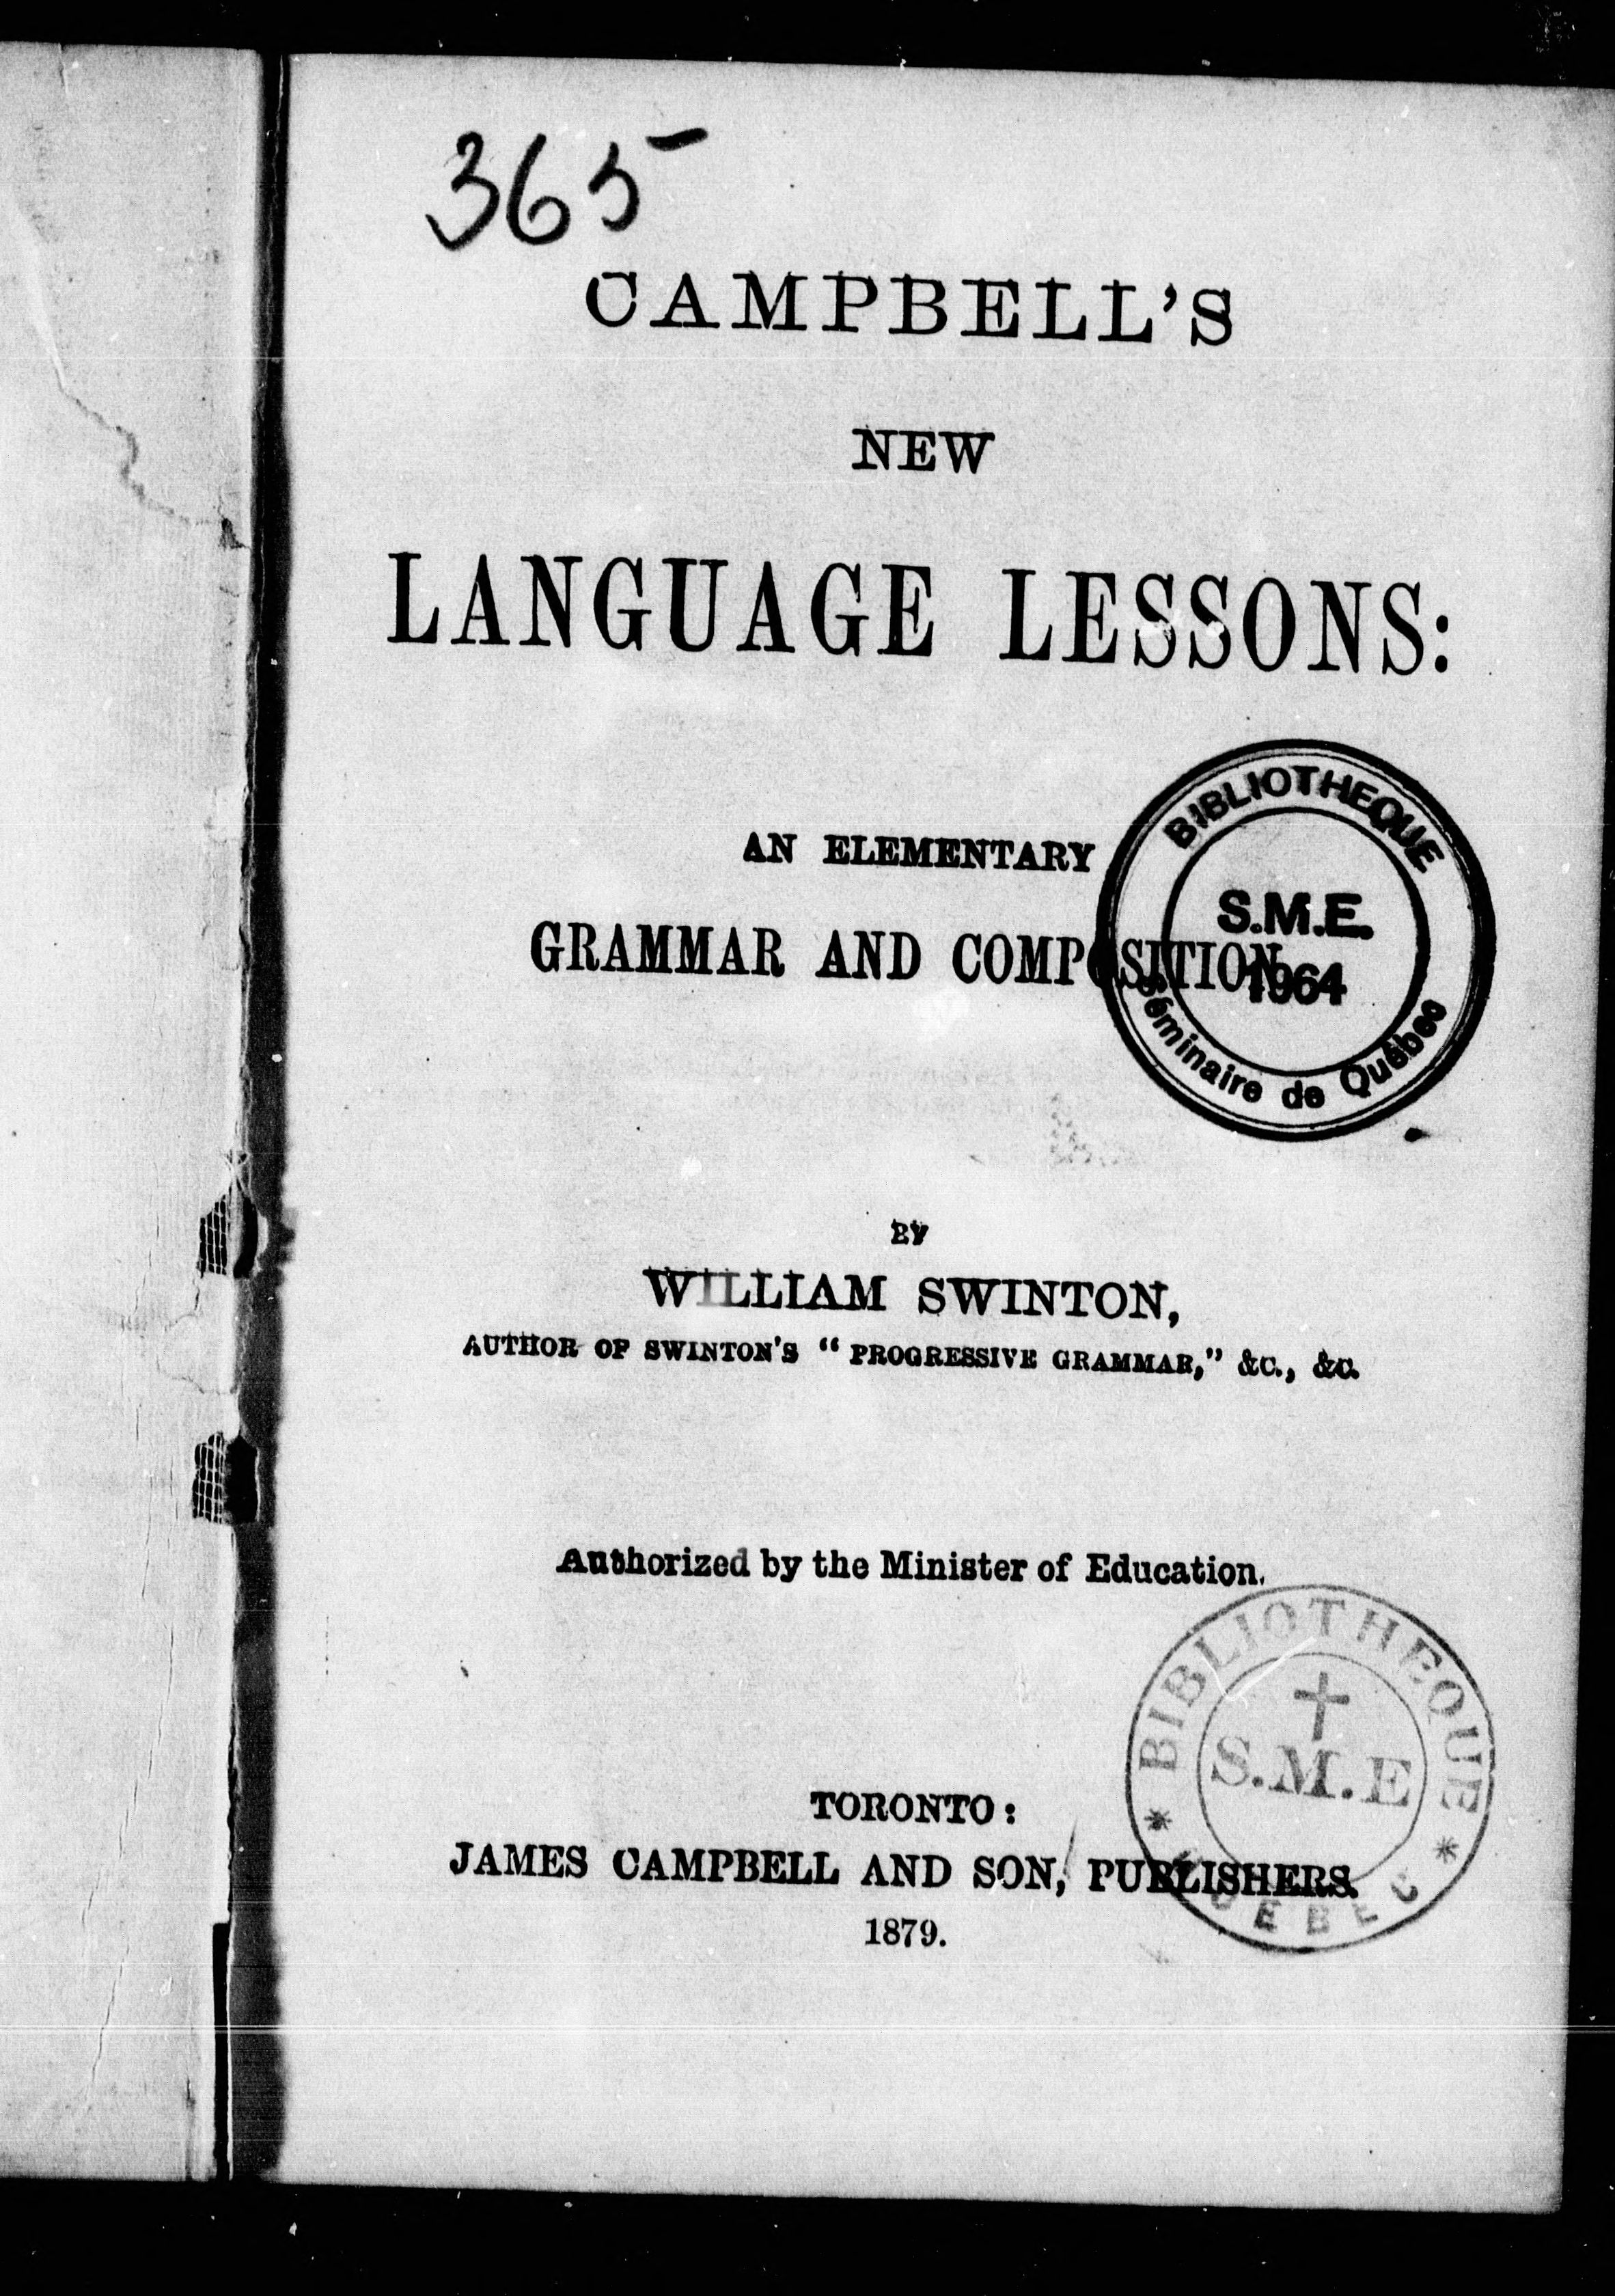 365
CAMPBELL'S
NEW
LANGUAGE LESSONS:
AN ELEMENTARY
GRAMMAR AND COMPOSITION
BIBLIOTHEQUE
S.M.E.
1964
Séminaire de Québec
BY
WILLIAM SWINTON,
AUTHOR OF SWINTON'S "PROGRESSIVE GRAMMAR," &C., &C.
Authorized by the Minister of Education.
BIBLIOTHEQUE
S.M.E
* QUEBEC *
TORONTO:
JAMES CAMPBELL AND SON, PUBLISHERS.
1879.